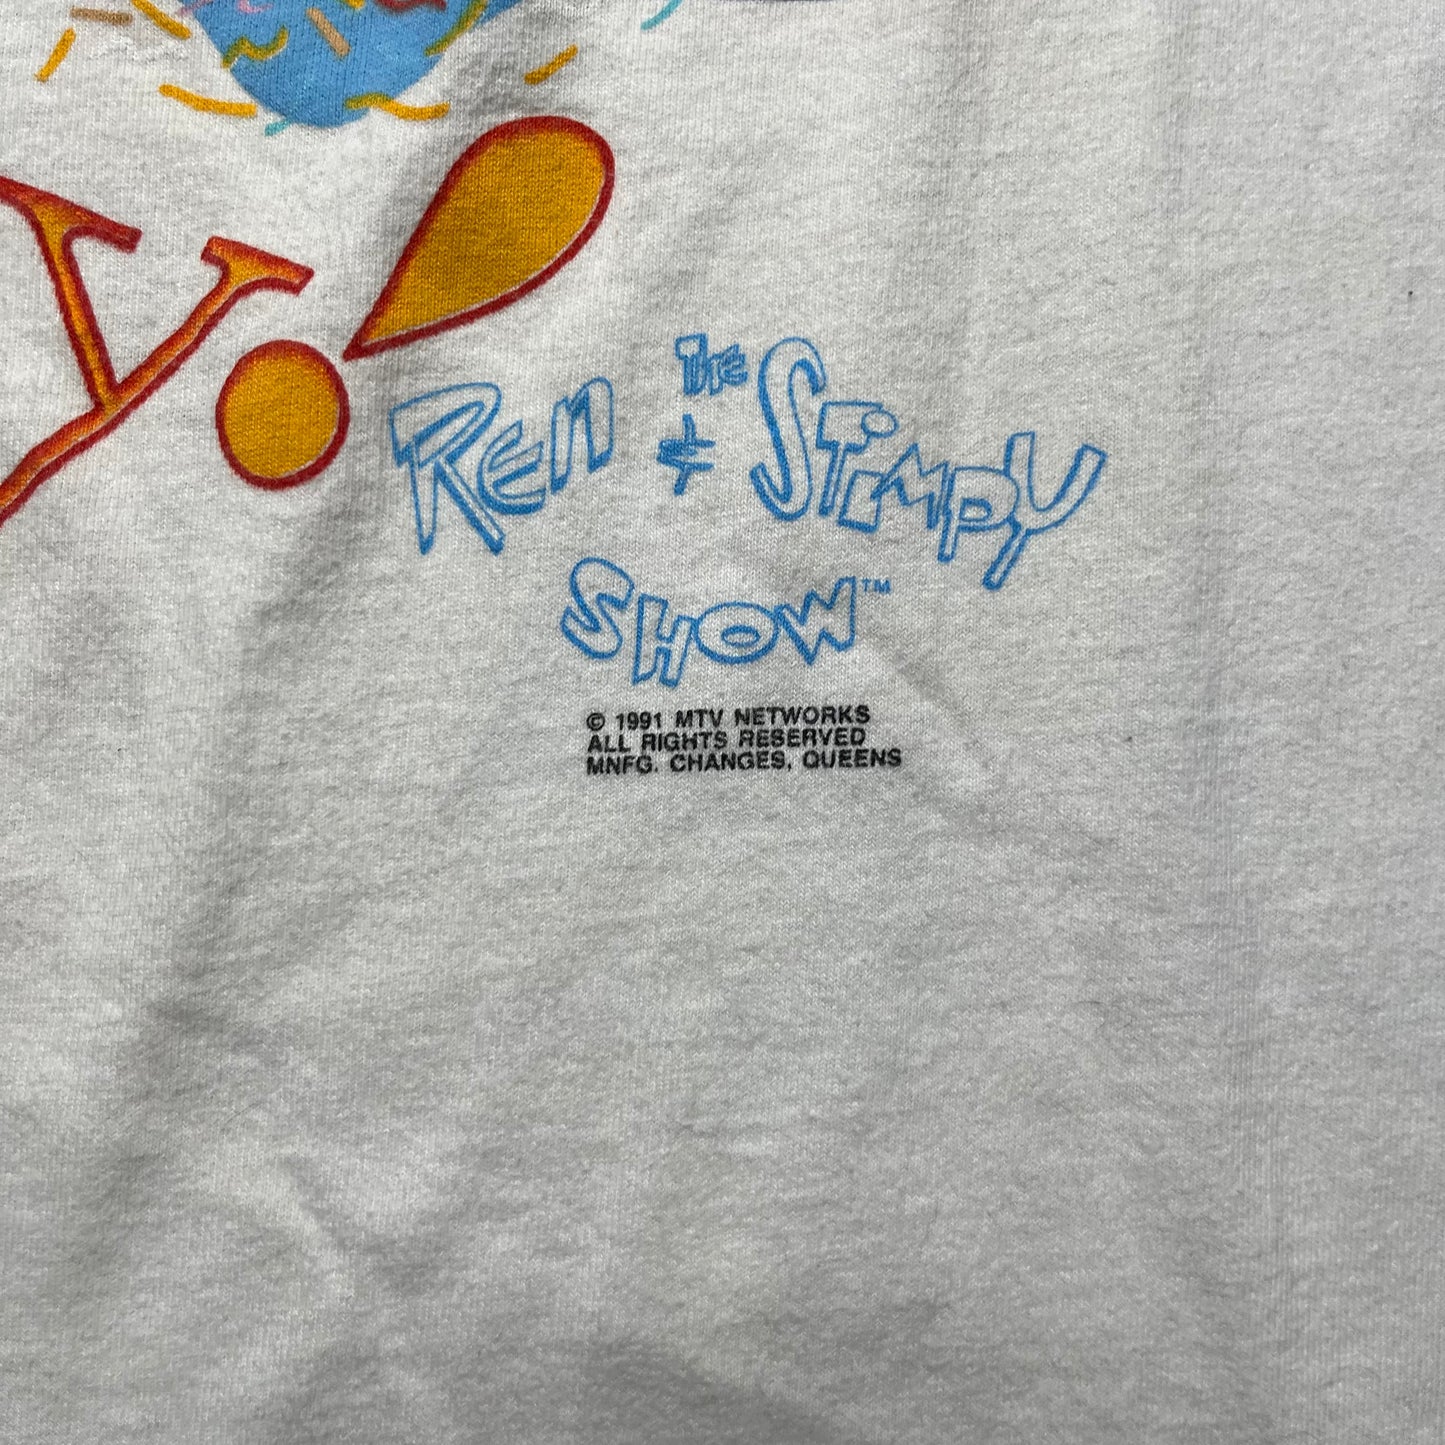 Y!
The
Ren & Stimpy
Show™
© 1991 MTV NETWORKS
ALL RIGHTS RESERVED
MNFG. CHANGES, QUEENS